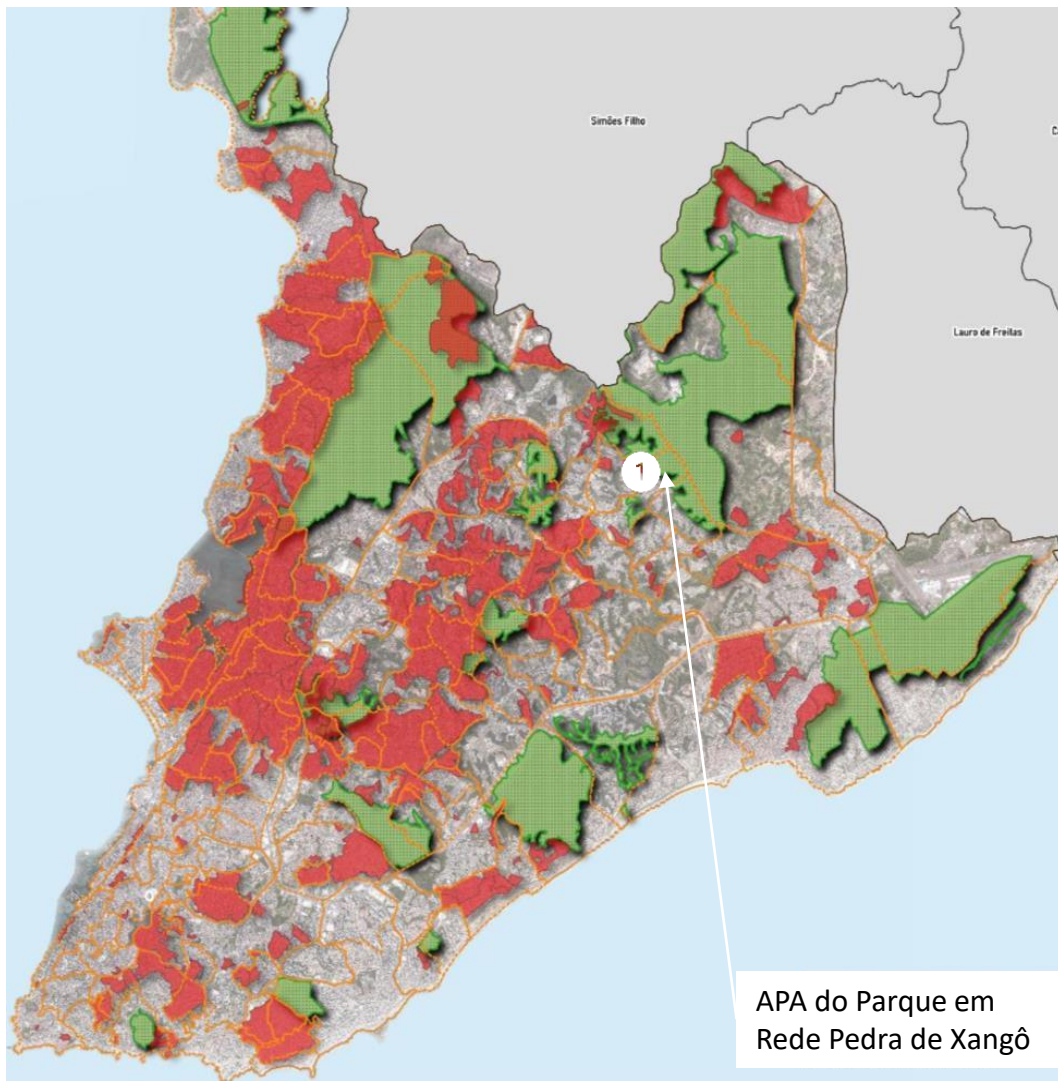 Simões Filho
Lauro de Freitas
1
APA do Parque em
Rede Pedra de Xangô